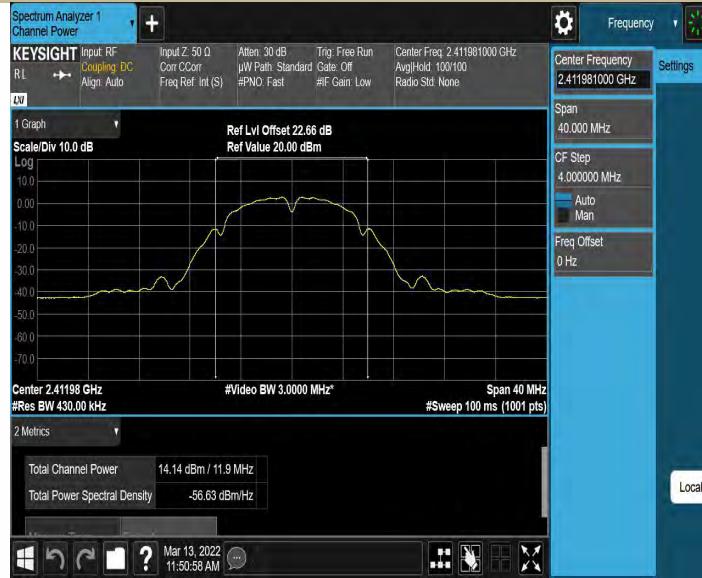 Spectrum Analyzer 1
Channel Power
Frequency
KEYSIGHT
RL
LXI
Input: RF
Coupling: DC
Align: Auto
Input Z: 50 Ω
Corr CCorr
Freq Ref: Int (S)
Atten: 30 dB
µW Path: Standard
#PNO: Fast
Trig: Free Run
Gate: Off
#IF Gain: Low
Center Freq: 2.411981000 GHz
Avg|Hold: 100/100
Radio Std: None
Center Frequency
2.411981000 GHz
Settings
Span
40.000 MHz
CF Step
4.000000 MHz
Auto
Man
Freq Offset
0 Hz
Local
1 Graph
Scale/Div 10.0 dB
Ref Lvl Offset 22.66 dB
Ref Value 20.00 dBm
Log
10.0
0.00
-10.0
-20.0
-30.0
-40.0
-50.0
-60.0
-70.0
Center 2.41198 GHz
#Res BW 430.00 kHz
#Video BW 3.0000 MHz*
Span 40 MHz
#Sweep 100 ms (1001 pts)
2 Metrics
Total Channel Power 14.14 dBm / 11.9 MHz
Total Power Spectral Density -56.63 dBm/Hz
?
Mar 13, 2022
11:50:58 AM